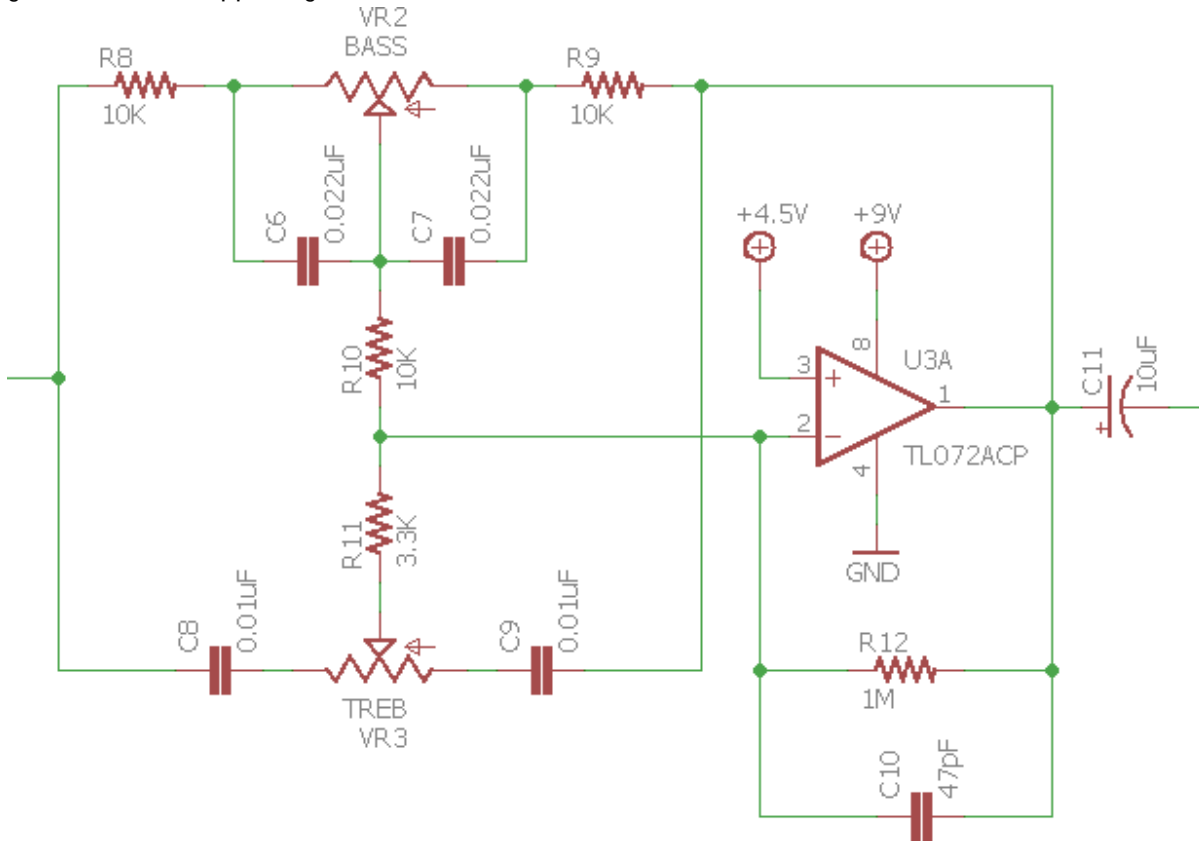 VR2
BASS
R8
10K
R9
10K
C6
0.022uF
C7
0.022uF
+4.5V
+9V
R10
10K
8
U3A
3
+
1
2
-
4
TL072ACP
C11
10uF
+
R11
3.3K
GND
C8
0.01uF
C9
0.01uF
TREB
VR3
R12
1M
C10
47pF